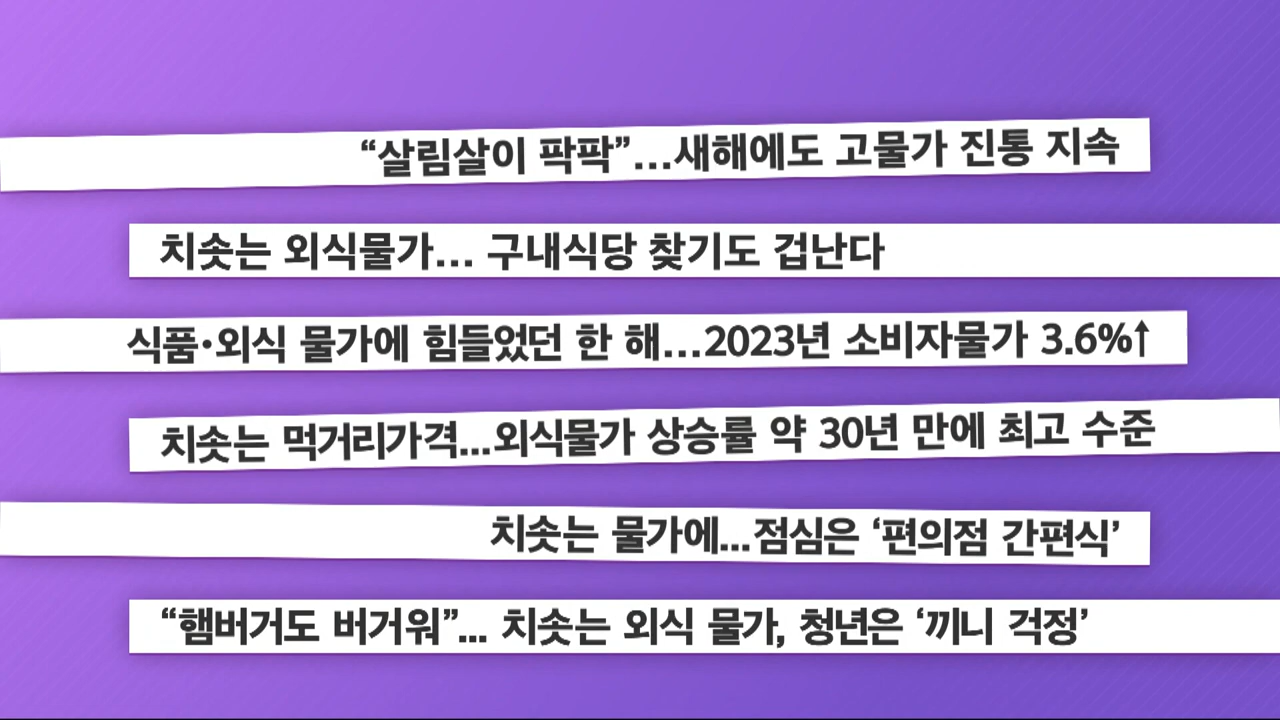 “살림살이 팍팍”...새해에도 고물가 진통 지속
치솟는 외식물가... 구내식당 찾기도 겁난다
식품·외식 물가에 힘들었던 한 해...2023년 소비자물가 3.6%↑
치솟는 먹거리가격...외식물가 상승률 약 30년 만에 최고 수준
치솟는 물가에...점심은 ‘편의점 간편식’
“햄버거도 버거워”... 치솟는 외식 물가, 청년은 ‘끼니 걱정’